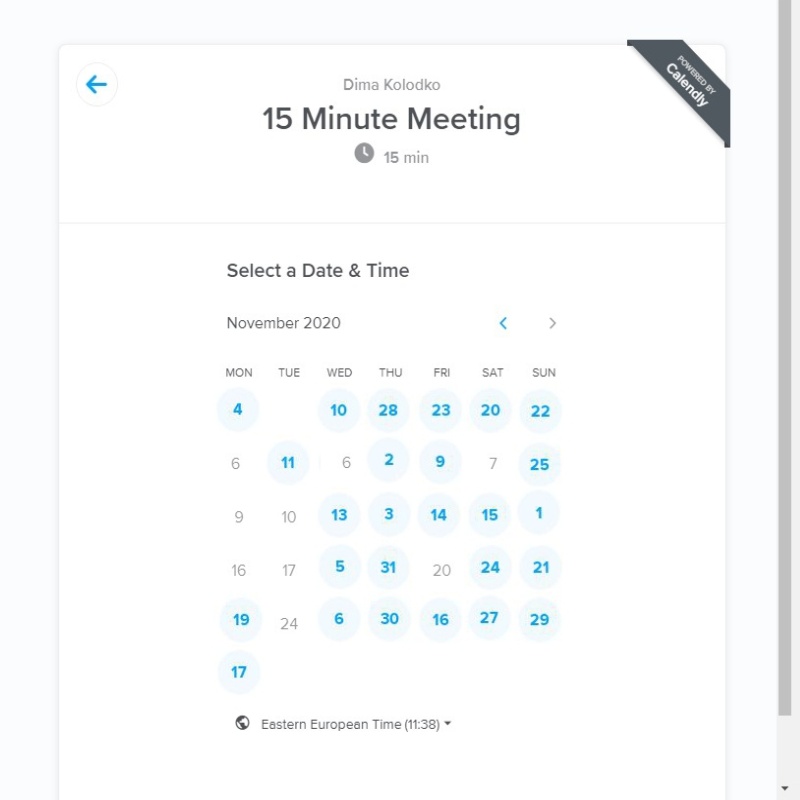 POWERED BY
Calendly
Dima Kolodko
15 Minute Meeting
15 min
Select a Date & Time
November 2020
MON TUE WED THU FRI SAT SUN
4 10 28 23 20 22
6 11 6 2 9 7 25
9 10 13 3 14 15 1
16 17 5 31 20 24 21
19 24 6 30 16 27 29
17
Eastern European Time (11:38)